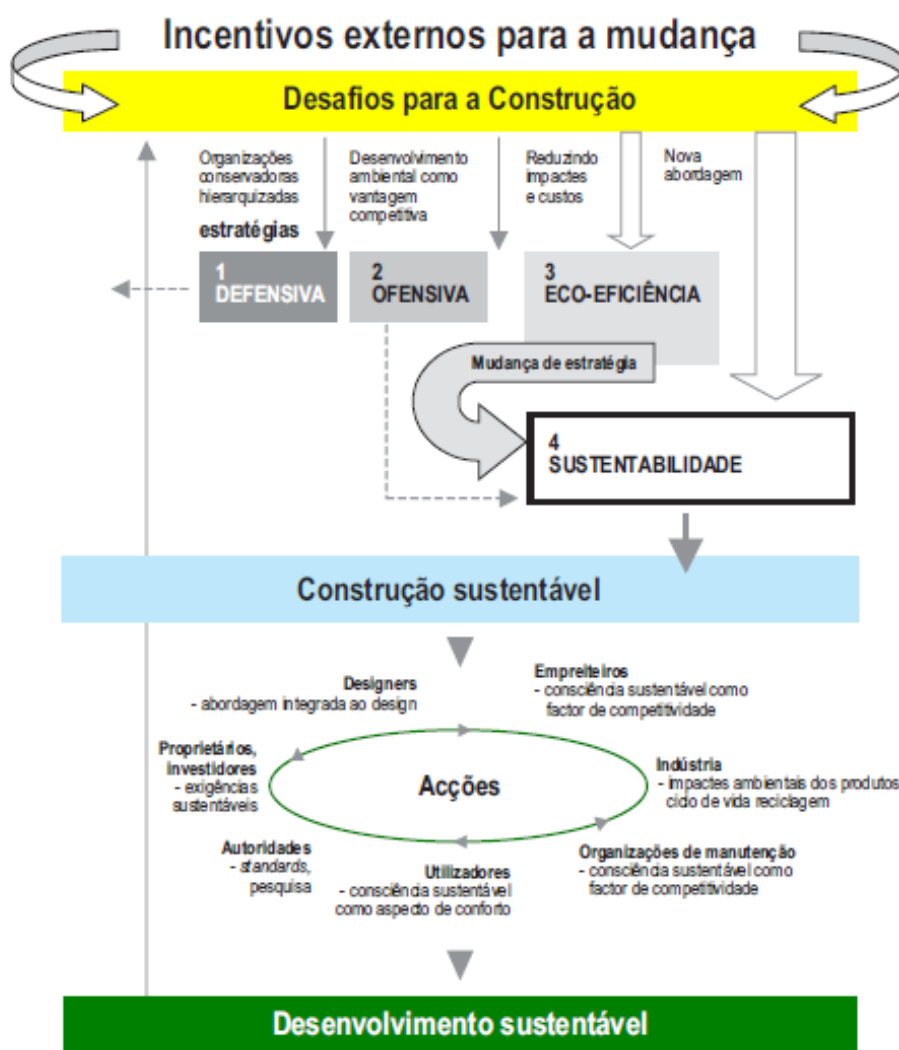 Incentivos externos para a mudança
Desafios para a Construção
Organizações
conservadoras
hierarquizadas
Desenvolvimento
ambiental como
vantagem
competitiva
Reduzindo
impactes
e custos
Nova
abordagem
estratégias
1
DEFENSIVA
2
OFENSIVA
3
ECO-EFICIÊNCIA
Mudança de estratégia
4
SUSTENTABILIDADE
Construção sustentável
Designers
- abordagem integrada ao design
Empreiteiros
- consciência sustentável como
factor de competitividade
Proprietários,
investidores
- exigências
sustentáveis
Acções
Indústria
- impactes ambientais dos produtos
ciclo de vida reciclagem
Autoridades
- standards,
pesquisa
Utilizadores
- consciência sustentável
como aspecto de conforto
Organizações de manutenção
- consciência sustentável como
factor de competitividade
Desenvolvimento sustentável